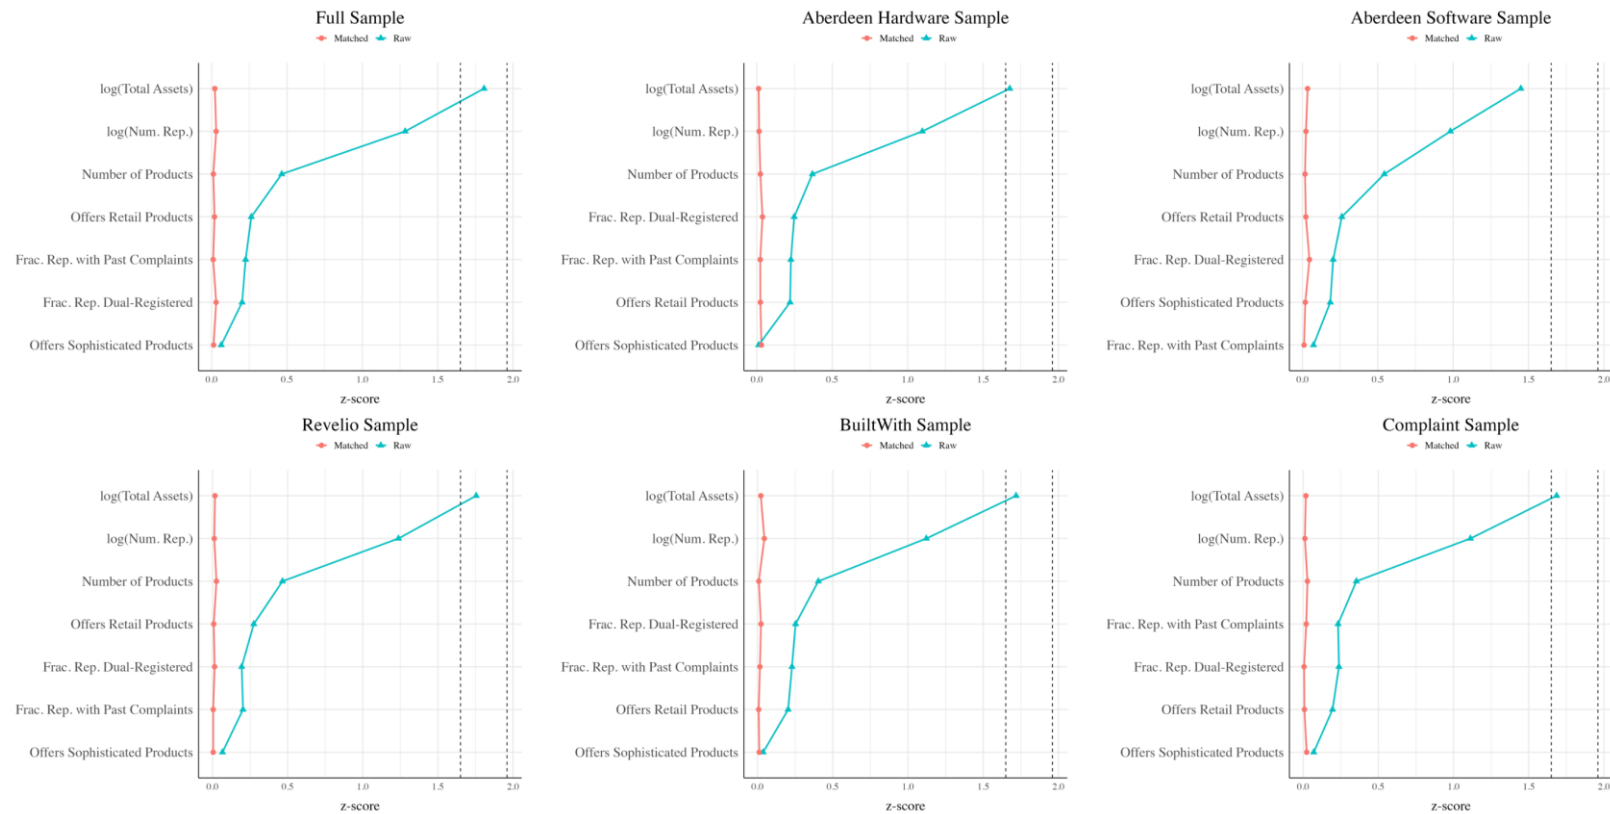 Full Sample
Matched Raw
log(Total Assets)
log(Num. Rep.)
Number of Products
Offers Retail Products
Frac. Rep. with Past Complaints
Frac. Rep. Dual-Registered
Offers Sophisticated Products
0.0 0.5 1.0 1.5 2.0
z-score
Aberdeen Hardware Sample
Matched Raw
log(Total Assets)
log(Num. Rep.)
Number of Products
Frac. Rep. Dual-Registered
Frac. Rep. with Past Complaints
Offers Retail Products
Offers Sophisticated Products
0.0 0.5 1.0 1.5 2.0
z-score
Aberdeen Software Sample
Matched Raw
log(Total Assets)
log(Num. Rep.)
Number of Products
Offers Retail Products
Frac. Rep. Dual-Registered
Offers Sophisticated Products
Frac. Rep. with Past Complaints
0.0 0.5 1.0 1.5 2.0
z-score
Revelio Sample
Matched Raw
log(Total Assets)
log(Num. Rep.)
Number of Products
Offers Retail Products
Frac. Rep. Dual-Registered
Frac. Rep. with Past Complaints
Offers Sophisticated Products
0.0 0.5 1.0 1.5 2.0
z-score
BuiltWith Sample
Matched Raw
log(Total Assets)
log(Num. Rep.)
Number of Products
Frac. Rep. Dual-Registered
Frac. Rep. with Past Complaints
Offers Retail Products
Offers Sophisticated Products
0.0 0.5 1.0 1.5 2.0
z-score
Complaint Sample
Matched Raw
log(Total Assets)
log(Num. Rep.)
Number of Products
Frac. Rep. with Past Complaints
Frac. Rep. Dual-Registered
Offers Retail Products
Offers Sophisticated Products
0.0 0.5 1.0 1.5 2.0
z-score